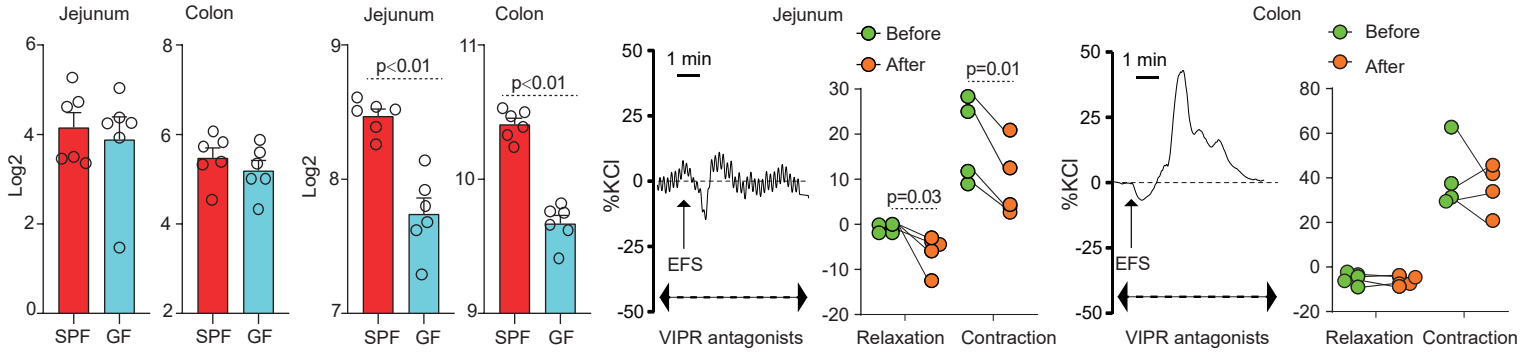 Jejunum
Colon
Log2
6
4
2
0
SPF
GF
8
6
4
2
SPF
GF
Jejunum
Colon
Log2
9
8
7
p<0.01
SPF
GF
11
10
9
p<0.01
SPF
GF
Jejunum
%KCl
50
25
0
-25
-50
1 min
EFS
VIPR antagonists
Before
After
30
20
10
0
-10
-20
p=0.03
p=0.01
Relaxation
Contraction
Colon
%KCl
50
25
0
-25
-50
1 min
EFS
VIPR antagonists
Before
After
80
60
40
20
0
-20
Relaxation
Contraction